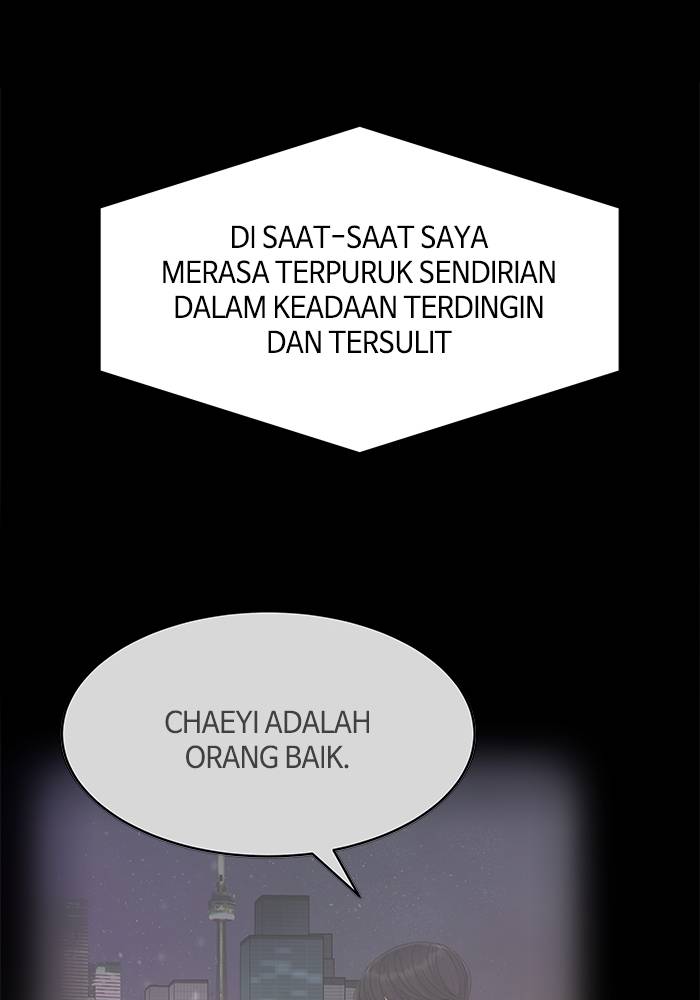 DI SAAT-SAAT SAYA
MERASA TERPURUK SENDIRIAN
DALAM KEADAAN TERDINGIN
DAN TERSULIT
CHAEYI ADALAH
ORANG BAIK.